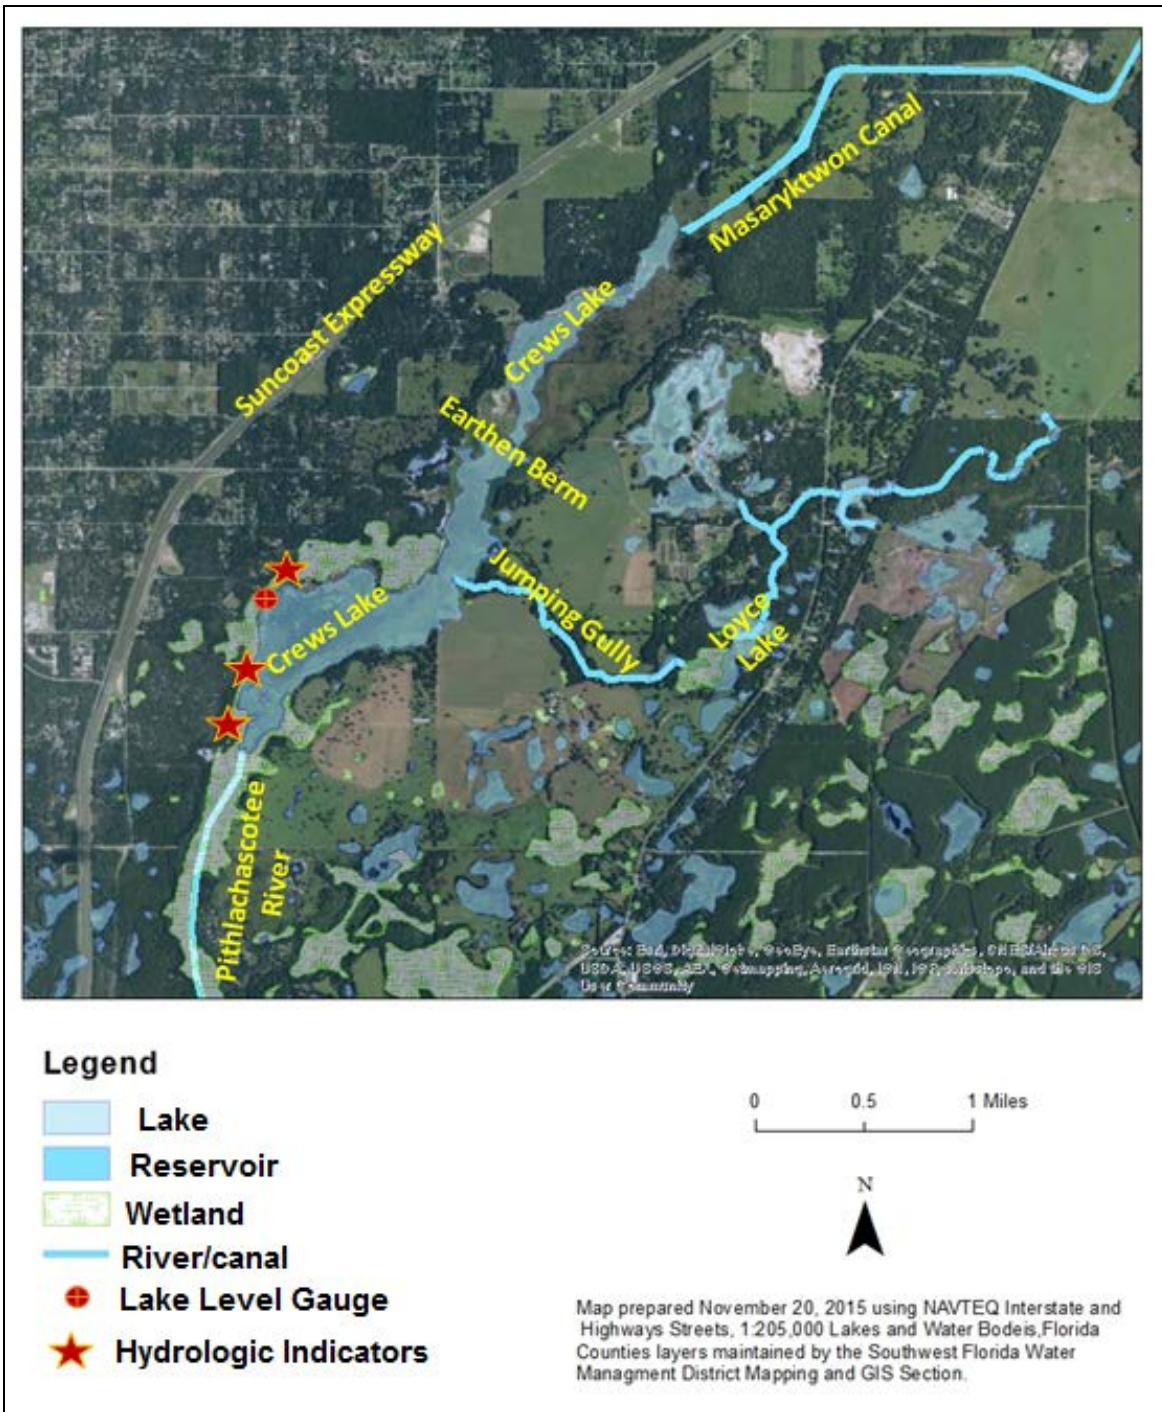 Masaryktwon Canal
Suncoast Expressway
Crews Lake
Earthen Berm
Jumping Gully
Loyce
Lake
Crews Lake
Pithlachascotee
River
User Community
Legend
Lake
Reservoir
Wetland
River/canal
Lake Level Gauge
Hydrologic Indicators
0 0.5 1 Miles
N
Map prepared November 20, 2015 using NAVTEQ Interstate and
Highways Streets, 1:205,000 Lakes and Water Bodeis,Florida
Counties layers maintained by the Southwest Florida Water
Managment District Mapping and GIS Section.